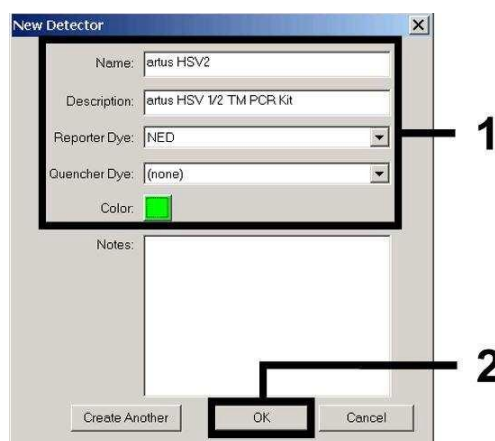 New Detector
Name: artus HSV2
Description: artus HSV 1/2 TM PCR Kit
Reporter Dye: NED
1
Quencher Dye: (none)
Color:
Notes:
2
Create Another OK Cancel